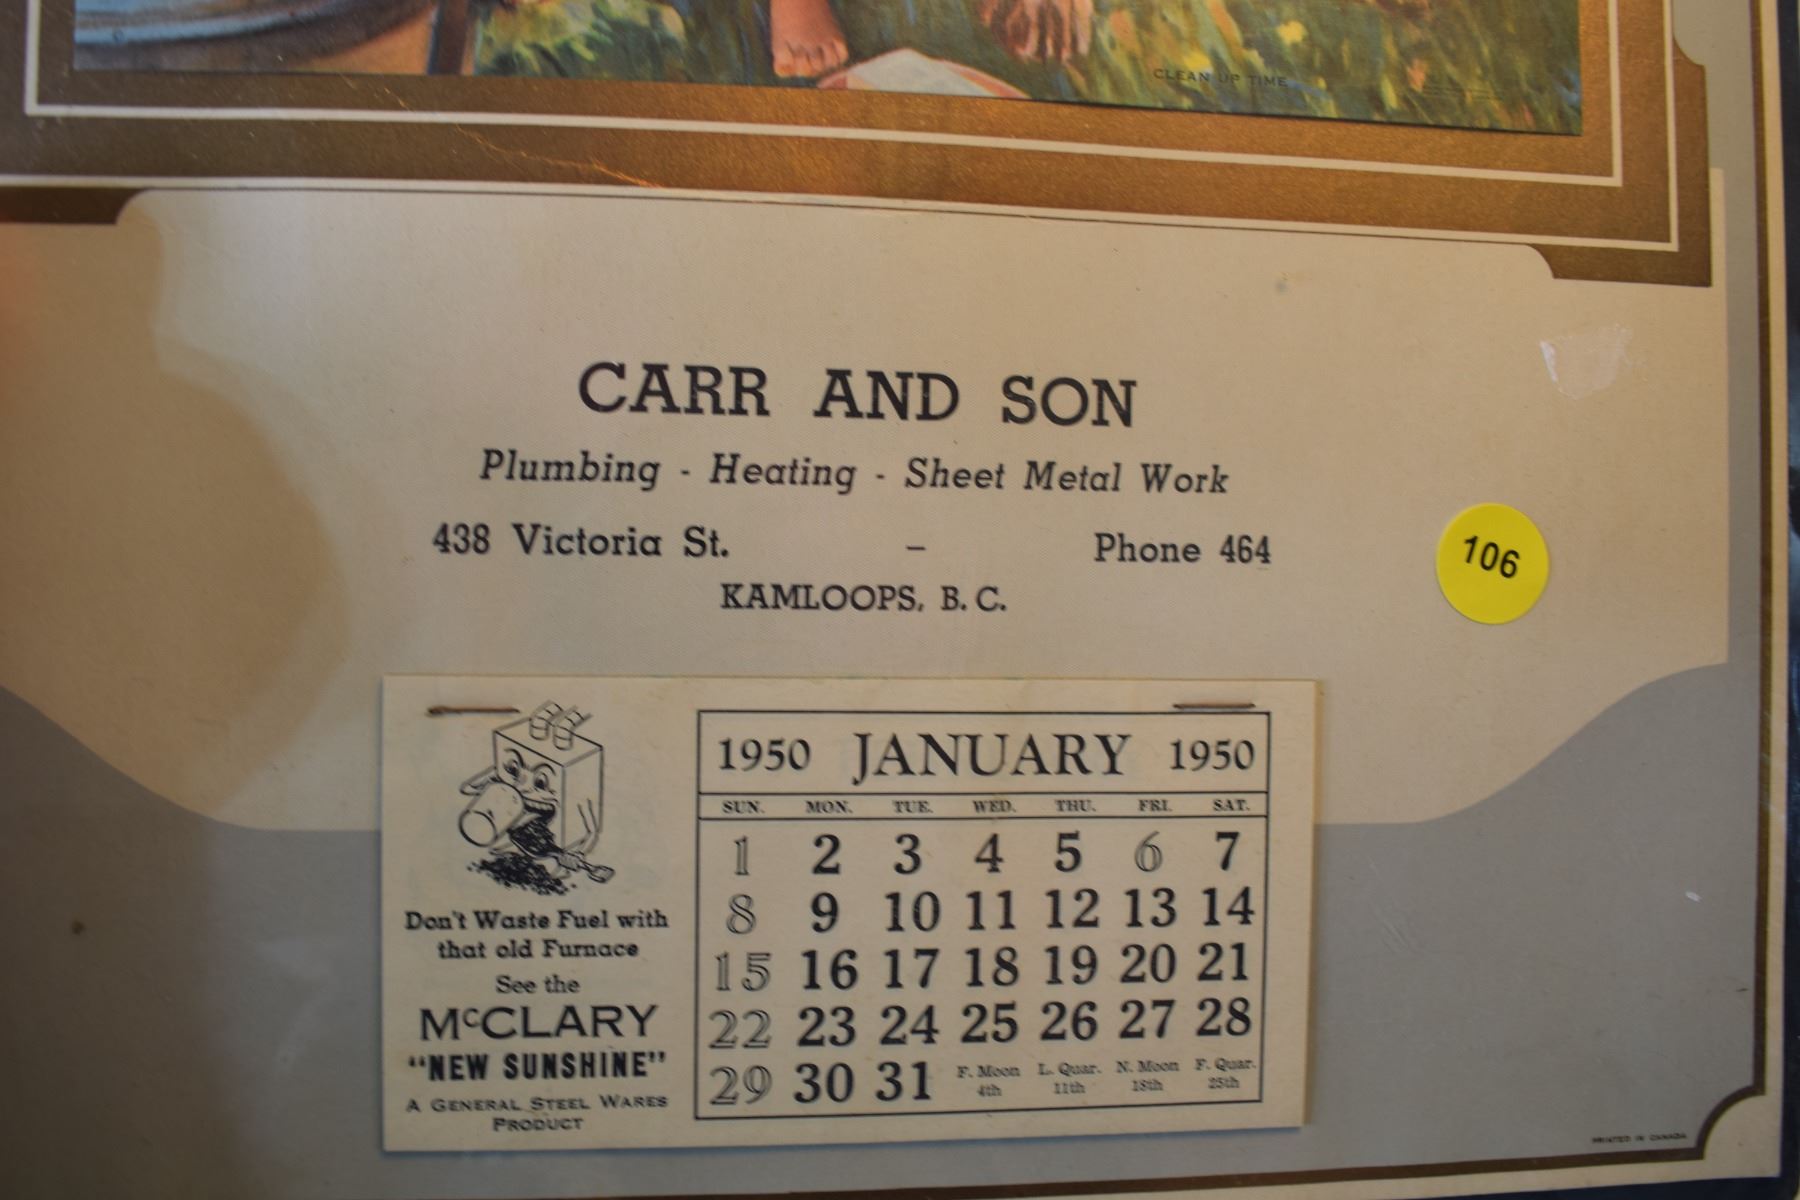 CLEAN UP TIME
CARR AND SON
Plumbing - Heating - Sheet Metal Work
438 Victoria St. – Phone 464
KAMLOOPS, B. C.
106
Don't Waste Fuel with
that old Furnace
See the
McCLARY
"NEW SUNSHINE"
A GENERAL STEEL WARES
PRODUCT
1950 JANUARY 1950
SUN. MON. TUE. WED. THU. FRI. SAT.
1 2 3 4 5 6 7
8 9 10 11 12 13 14
15 16 17 18 19 20 21
22 23 24 25 26 27 28
29 30 31 F. Moon 4th L. Quar. 11th N. Moon 18th F. Quar. 25th
PRINTED IN CANADA